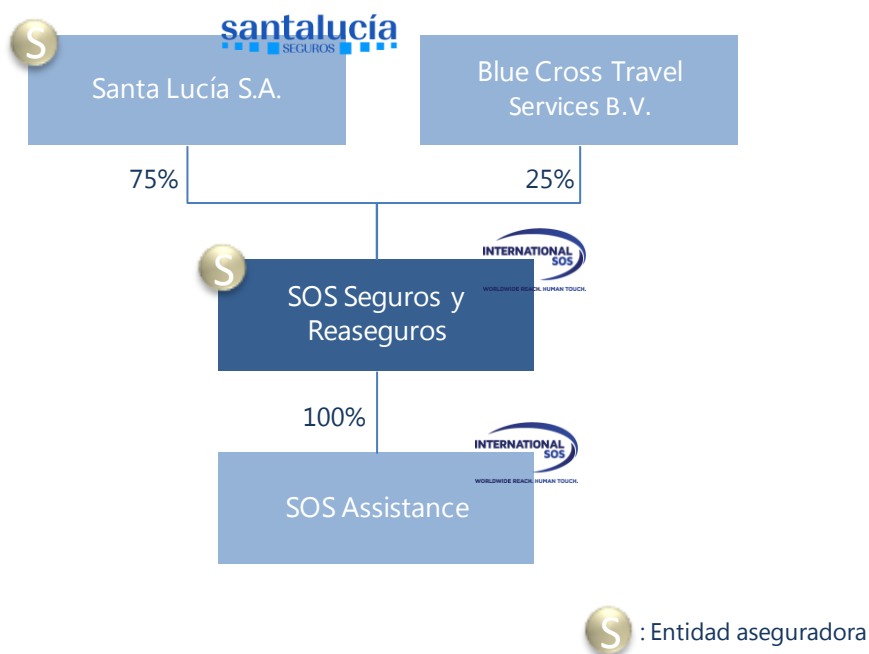 santalucía
SEGUROS
S
Santa Lucía S.A.
Blue Cross Travel
Services B.V.
75%
25%
INTERNATIONAL
SOS
WORLDWIDE REACH. HUMAN TOUCH.
S
SOS Seguros y
Reaseguros
100%
INTERNATIONAL
SOS
WORLDWIDE REACH. HUMAN TOUCH.
SOS Assistance
S : Entidad aseguradora